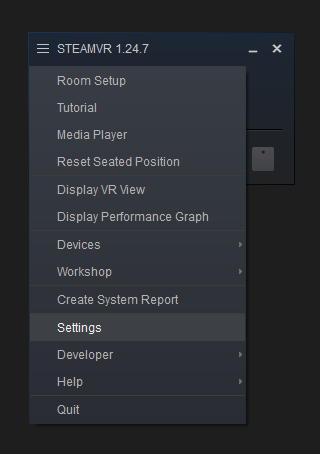 STEAMVR 1.24.7
Room Setup
Tutorial
Media Player
Reset Seated Position
Display VR View
Display Performance Graph
Devices
Workshop
Create System Report
Settings
Developer
Help
Quit